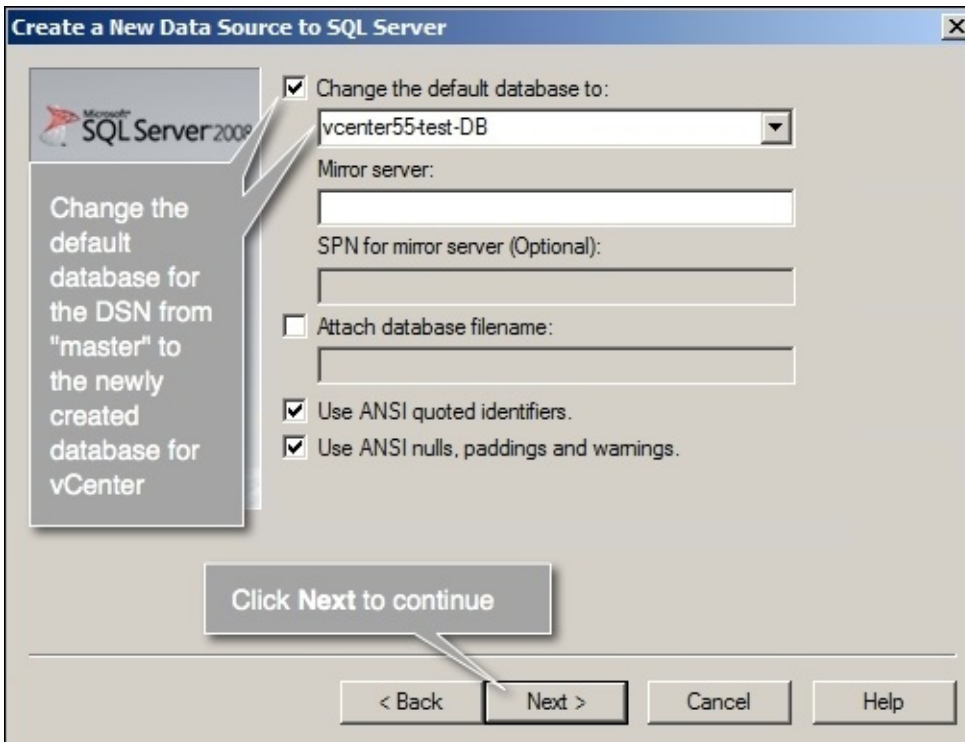 Create a New Data Source to SQL Server
Microsoft
SQL Server 2008
Change the default database to:
vcenter55-test-DB
Mirror server:
SPN for mirror server (Optional):
Attach database filename:
Use ANSI quoted identifiers.
Use ANSI nulls, paddings and warnings.
Change the
default
database for
the DSN from
"master" to
the newly
created
database for
vCenter
Click Next to continue
< Back
Next >
Cancel
Help